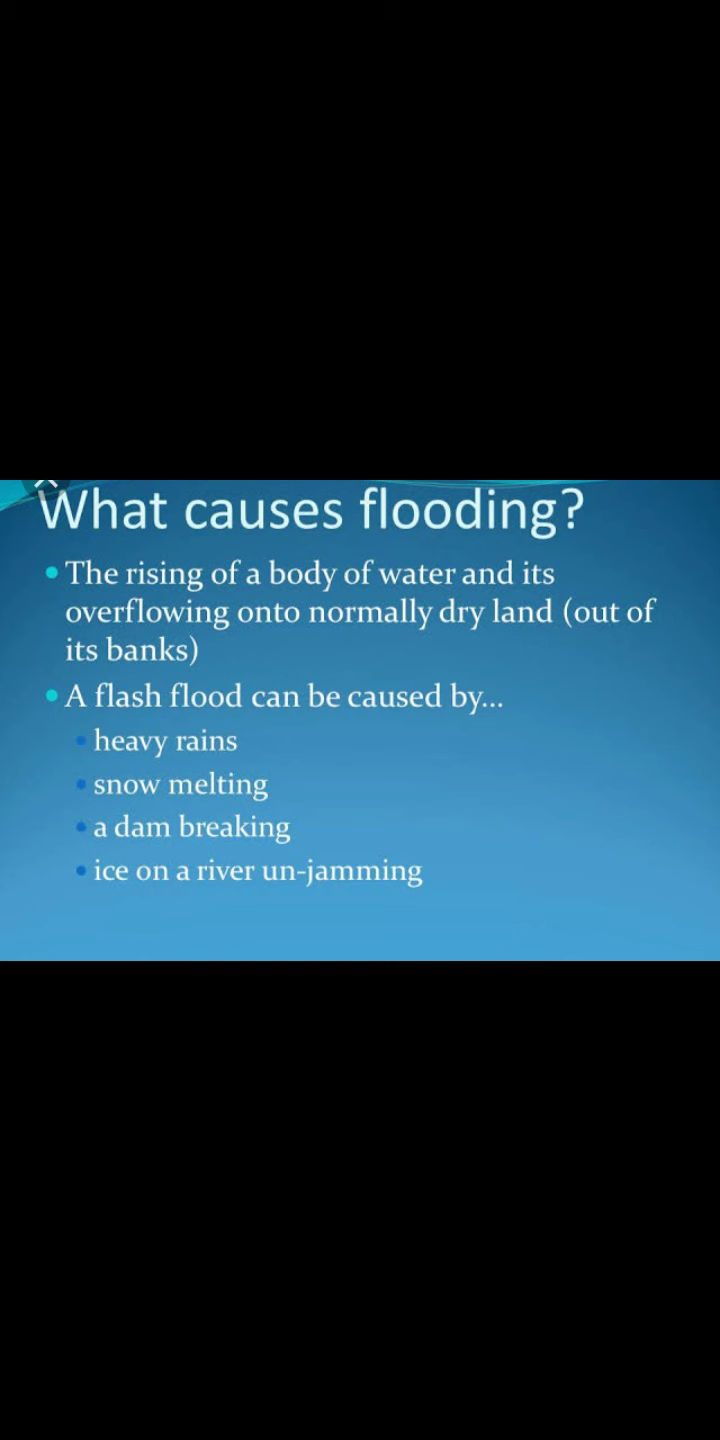 What causes flooding?
• The rising of a body of water and its
overflowing onto normally dry land (out of
its banks)
• A flash flood can be caused by...
• heavy rains
• snow melting
• a dam breaking
• ice on a river un-jamming